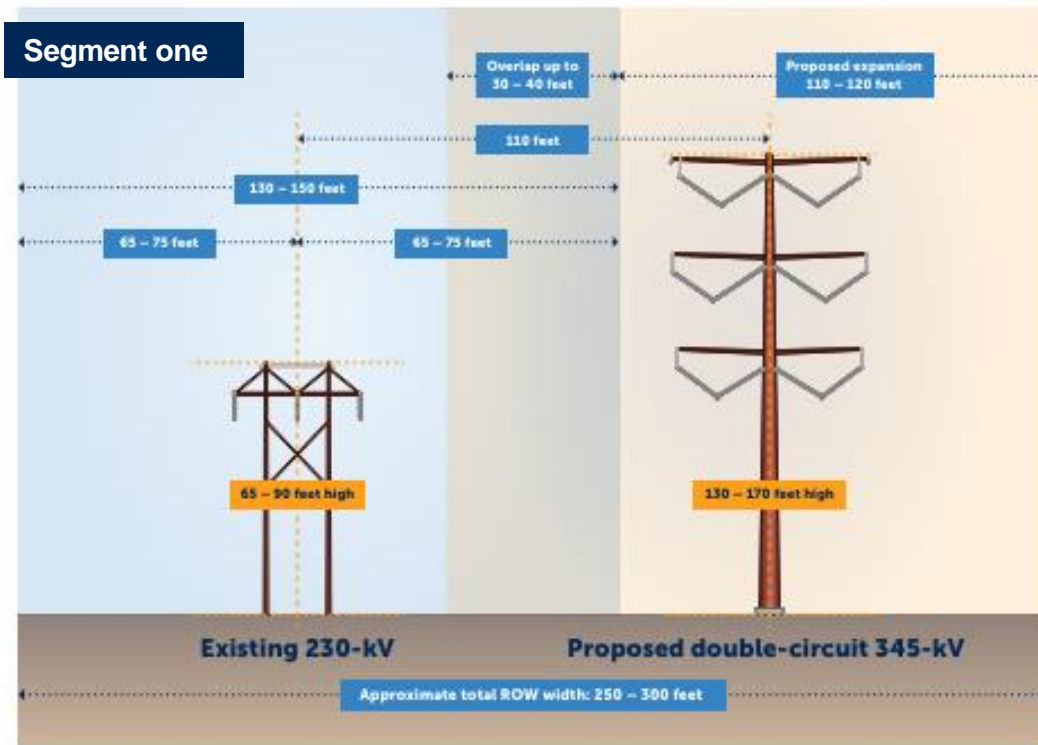 Segment one
Overlap up to
30 – 40 feet
Proposed expansion
110 – 120 feet
110 feet
130 – 150 feet
65 – 75 feet
65 – 75 feet
65 – 90 feet high
130 – 170 feet high
Existing 230-kV
Proposed double-circuit 345-kV
Approximate total ROW width: 250 – 300 feet